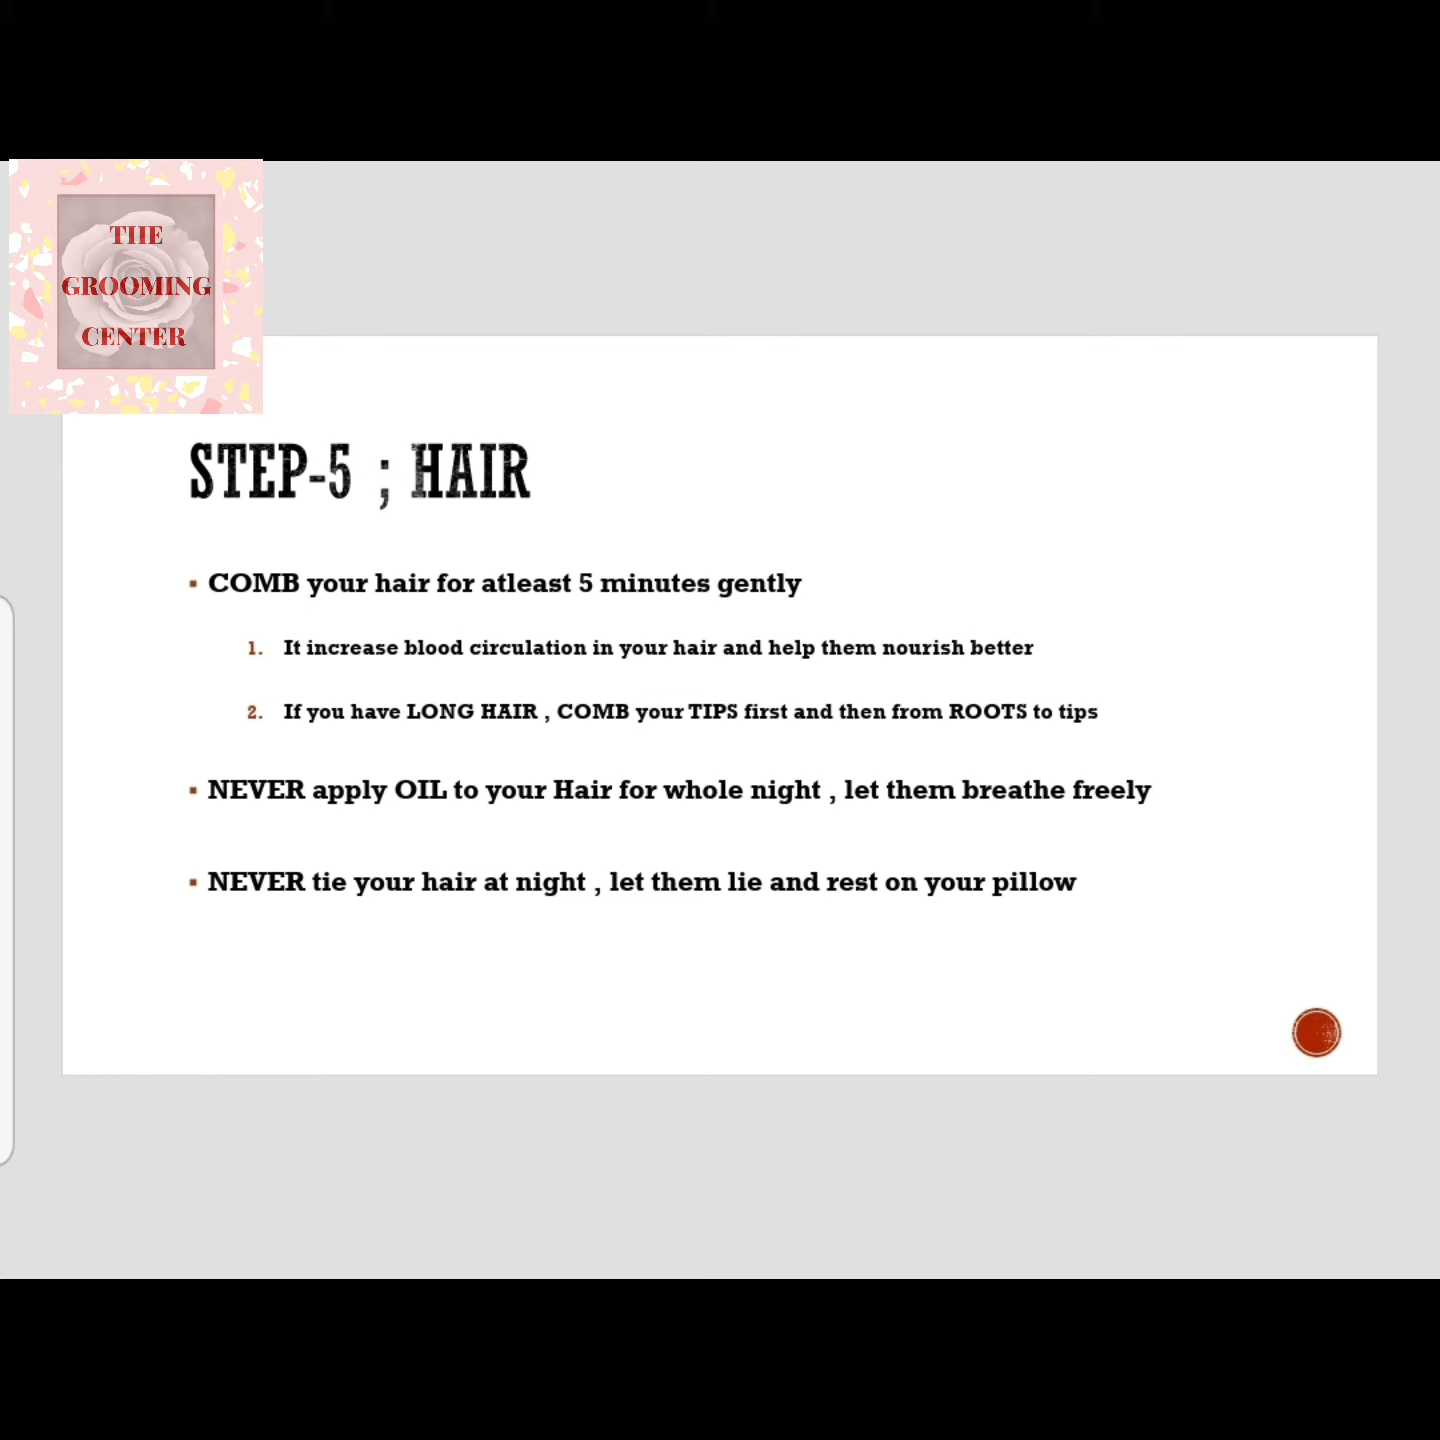 THE
GROOMING
CENTER
STEP-5 ; HAIR
COMB your hair for atleast 5 minutes gently
1. It increase blood circulation in your hair and help them nourish better
2. If you have LONG HAIR , COMB your TIPS first and then from ROOTS to tips
NEVER apply OIL to your Hair for whole night , let them breathe freely
NEVER tie your hair at night , let them lie and rest on your pillow